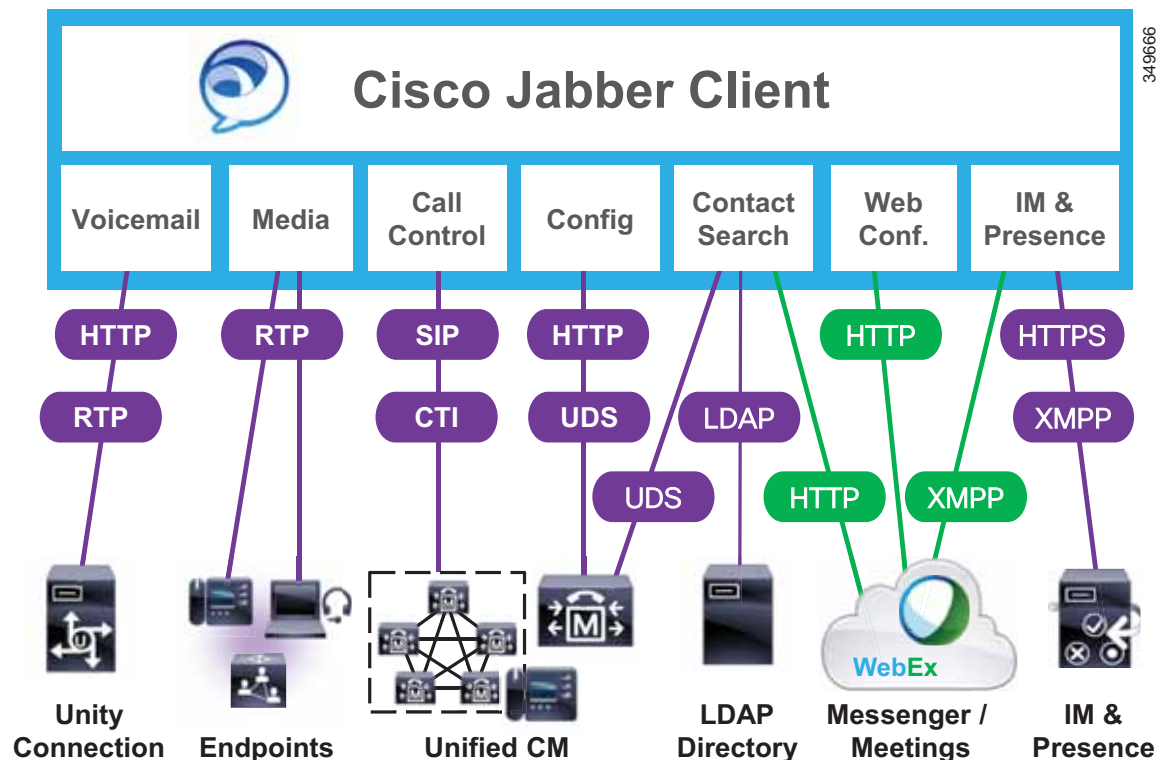 349666
Cisco Jabber Client
Voicemail
Media
Call
Control
Config
Contact
Search
Web
Conf.
IM &
Presence
HTTP
RTP
SIP
HTTP
HTTP
HTTPS
RTP
CTI
UDS
LDAP
XMPP
UDS
HTTP
XMPP
U
M
M
M
M
M
M
WebEx
Unity
Connection
Endpoints
Unified CM
LDAP
Directory
Messenger /
Meetings
IM &
Presence